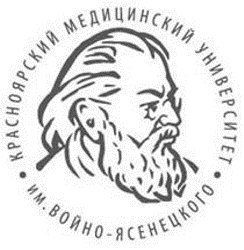 КРАСНОЯРСКИЙ МЕДИЦИНСКИЙ УНИВЕРСИТЕТ
ИМ. ВОЙНО-ЯСЕНЕЦКОГО